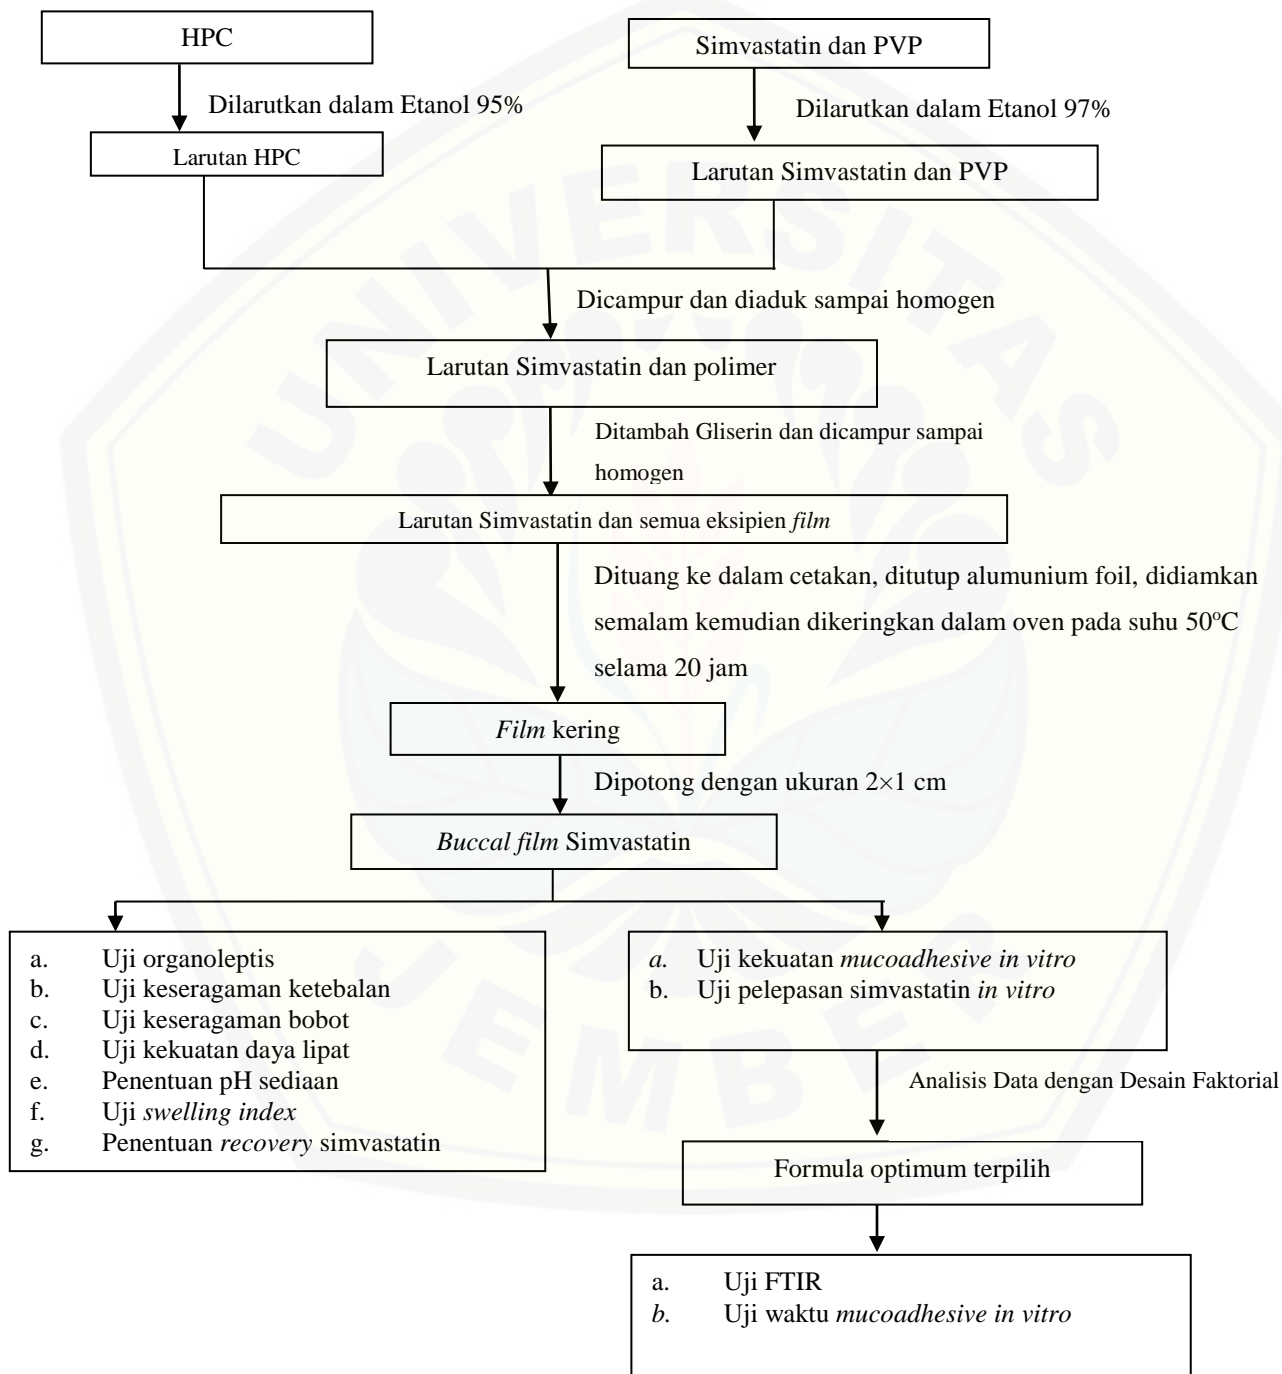 HPC
Simvastatin dan PVP
Dilarutkan dalam Etanol 95%
Dilarutkan dalam Etanol 97%
Larutan HPC
Larutan Simvastatin dan PVP
Dicampur dan diaduk sampai homogen
Larutan Simvastatin dan polimer
Ditambah Gliserin dan dicampur sampai
homogen
Larutan Simvastatin dan semua eksipien film
Dituang ke dalam cetakan, ditutup alumunium foil, didiamkan
semalam kemudian dikeringkan dalam oven pada suhu 50°C
selama 20 jam
Film kering
Dipotong dengan ukuran 2×1 cm
Buccal film Simvastatin
a. Uji organoleptis
b. Uji keseragaman ketebalan
c. Uji keseragaman bobot
d. Uji kekuatan daya lipat
e. Penentuan pH sediaan
f. Uji swelling index
g. Penentuan recovery simvastatin
a. Uji kekuatan mucoadhesive in vitro
b. Uji pelepasan simvastatin in vitro
Analisis Data dengan Desain Faktorial
Formula optimum terpilih
a. Uji FTIR
b. Uji waktu mucoadhesive in vitro
UNIVERSITAS
JEMBER